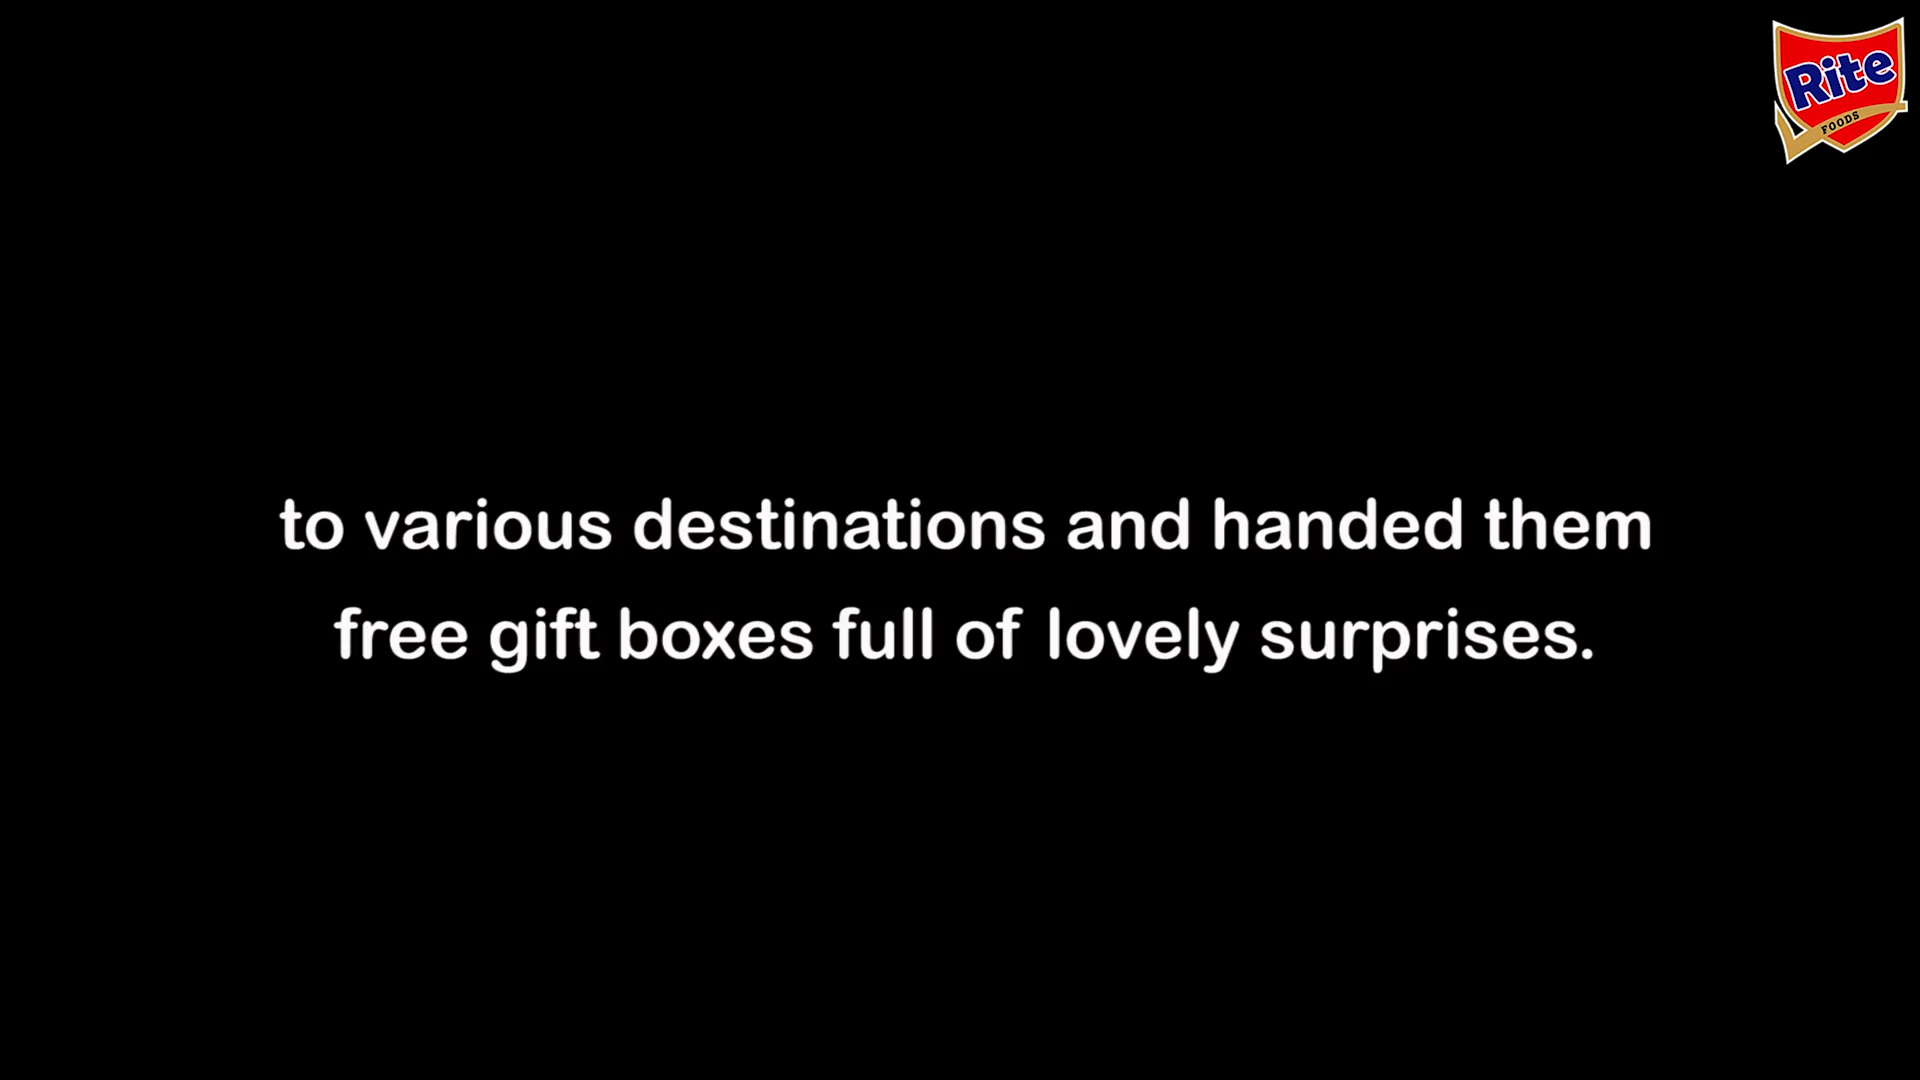 Rite
FOODS
to various destinations and handed them
free gift boxes full of lovely surprises.